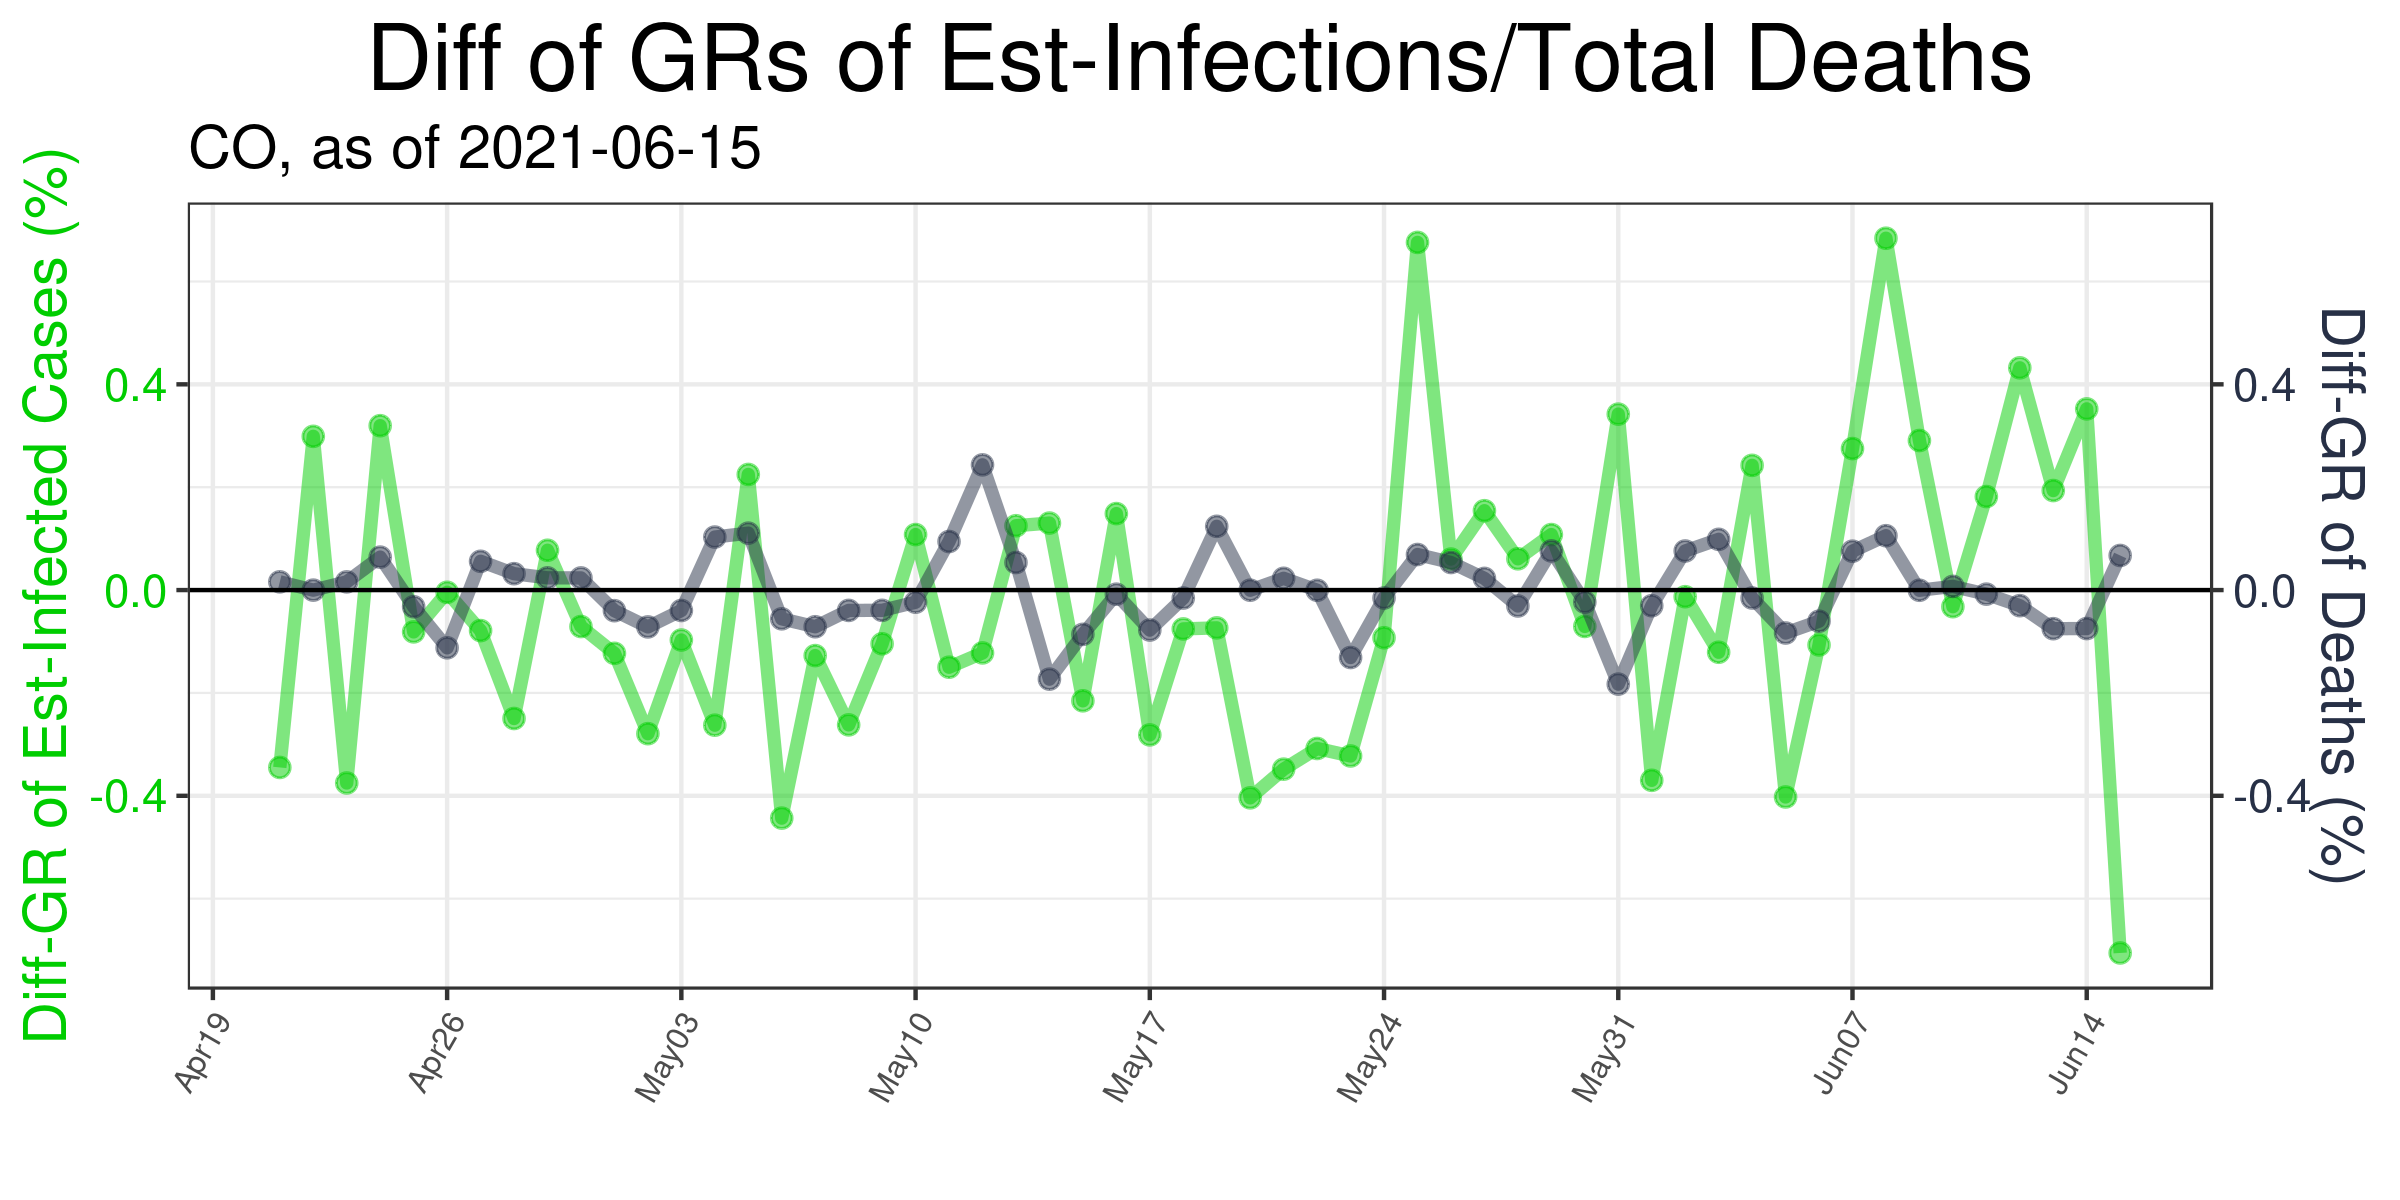 Diff of GRs of Est-Infections/Total Deaths
CO, as of 2021-06-15
Diff-GR of Est-Infected Cases (%)
0.4
0.0
-0.4
0.4
0.0
-0.4
Diff-GR of Deaths (%)
Apr19
Apr26
May03
May10
May17
May24
May31
Jun07
Jun14